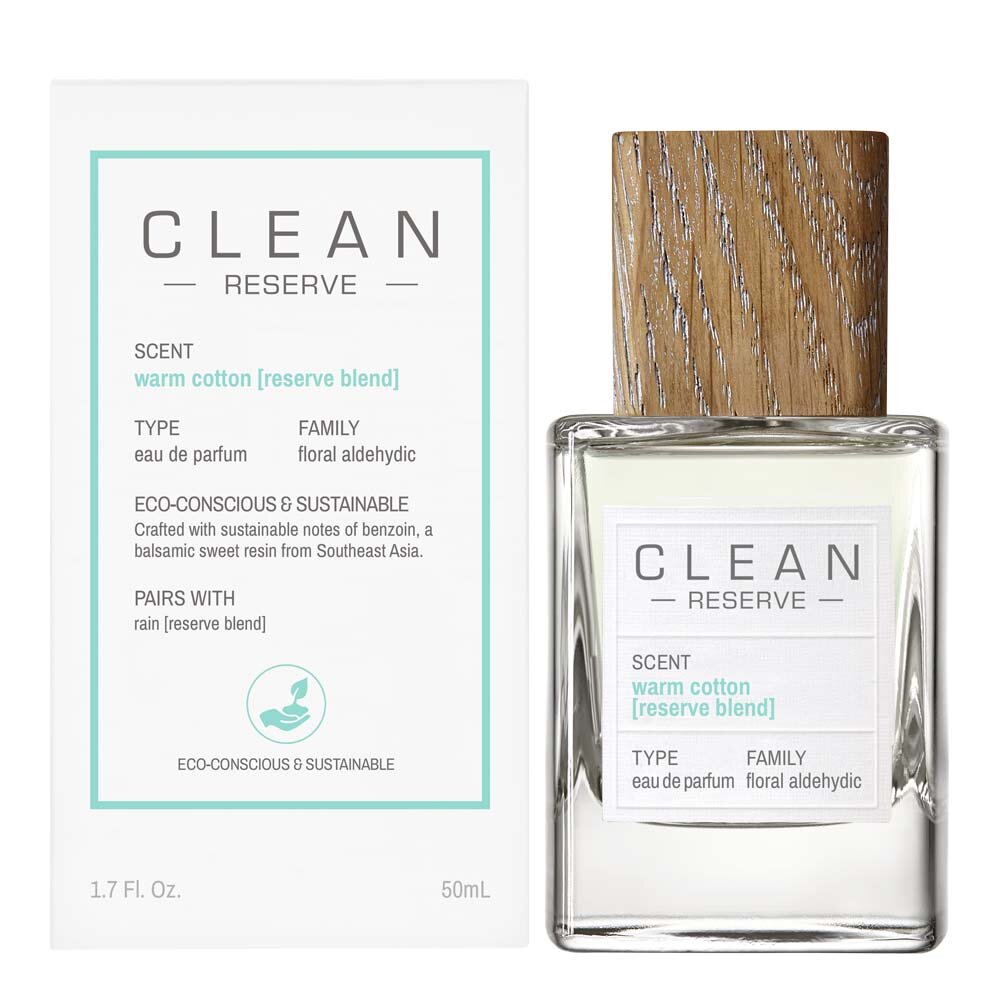 CLEAN
— RESERVE —
SCENT
warm cotton [reserve blend]
TYPE FAMILY
eau de parfum floral aldehydic
ECO-CONSCIOUS & SUSTAINABLE
Crafted with sustainable notes of benzoin, a
balsamic sweet resin from Southeast Asia.
PAIRS WITH
rain [reserve blend]
ECO-CONSCIOUS & SUSTAINABLE
1.7 Fl. Oz. 50mL
CLEAN
— RESERVE —
SCENT
warm cotton
[reserve blend]
TYPE FAMILY
eau de parfum floral aldehydic